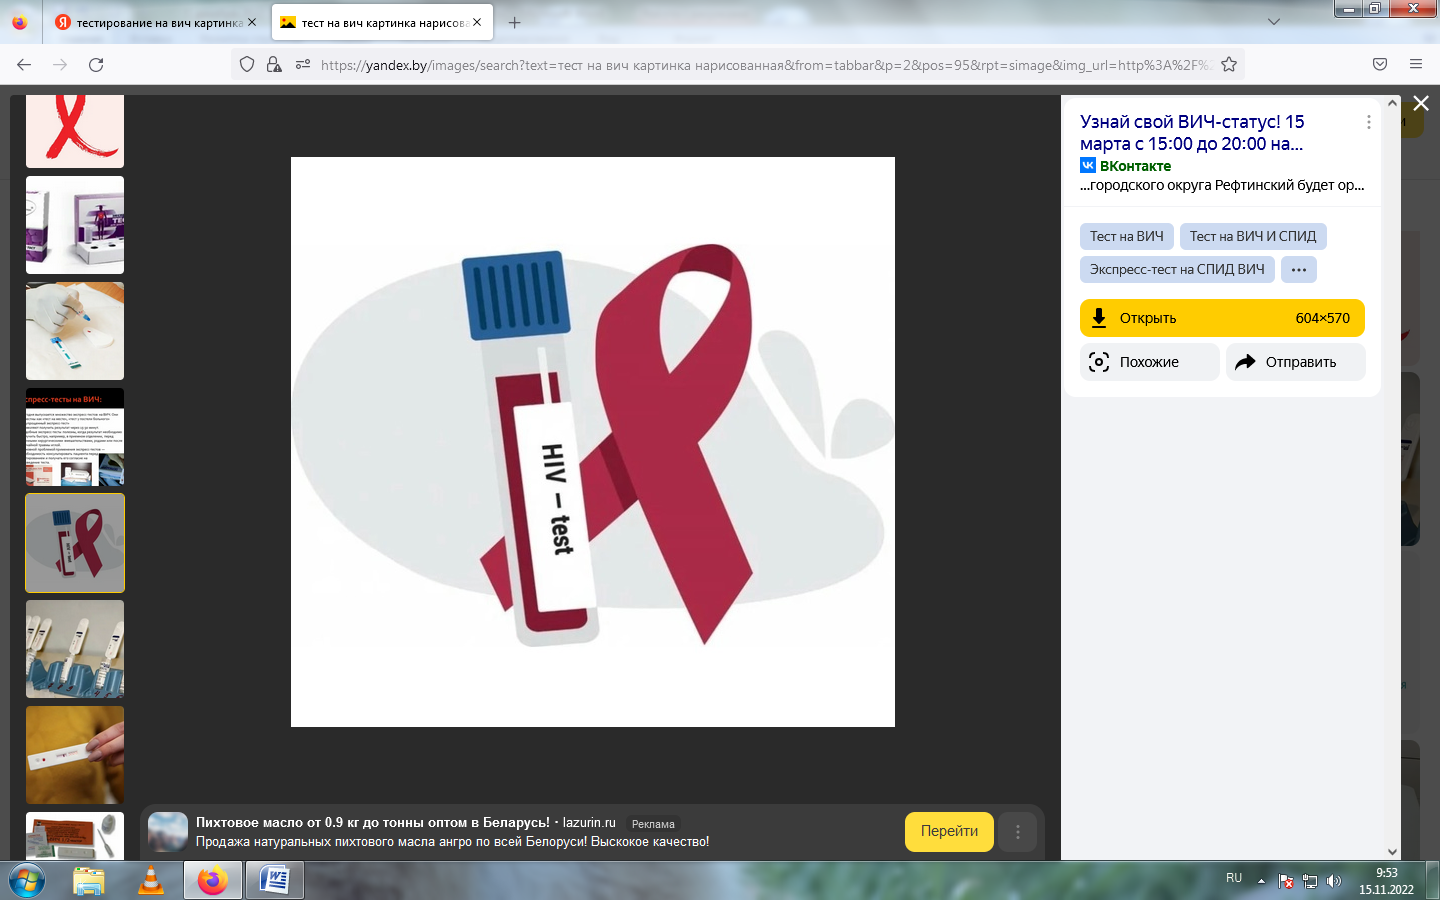 тестирование на вич картинка
тест на вич картинка нарисова
https://yandex.by/images/search?text=тест на вич картинка нарисованная&from=tabbar&p=2&pos=95&rpt=simage&img_url=http%3A%2F%2
Узнай свой ВИЧ-статус! 15
марта с 15:00 до 20:00 на...
ВКонтакте
...городского округа Рефтинский будет ор...
Тест на ВИЧ
Тест на ВИЧ И СПИД
Экспресс-тест на СПИД ВИЧ
Открыть 604×570
Похожие
Отправить
HIV – test
спресс-тесты на ВИЧ:
Пихтовое масло от 0.9 кг до тонны оптом в Беларусь! · lazurin.ru Реклама
Продажа натуральных пихтового масла ангро по всей Белоруси! Выскокое качество!
Перейти
RU
9:53
15.11.2022